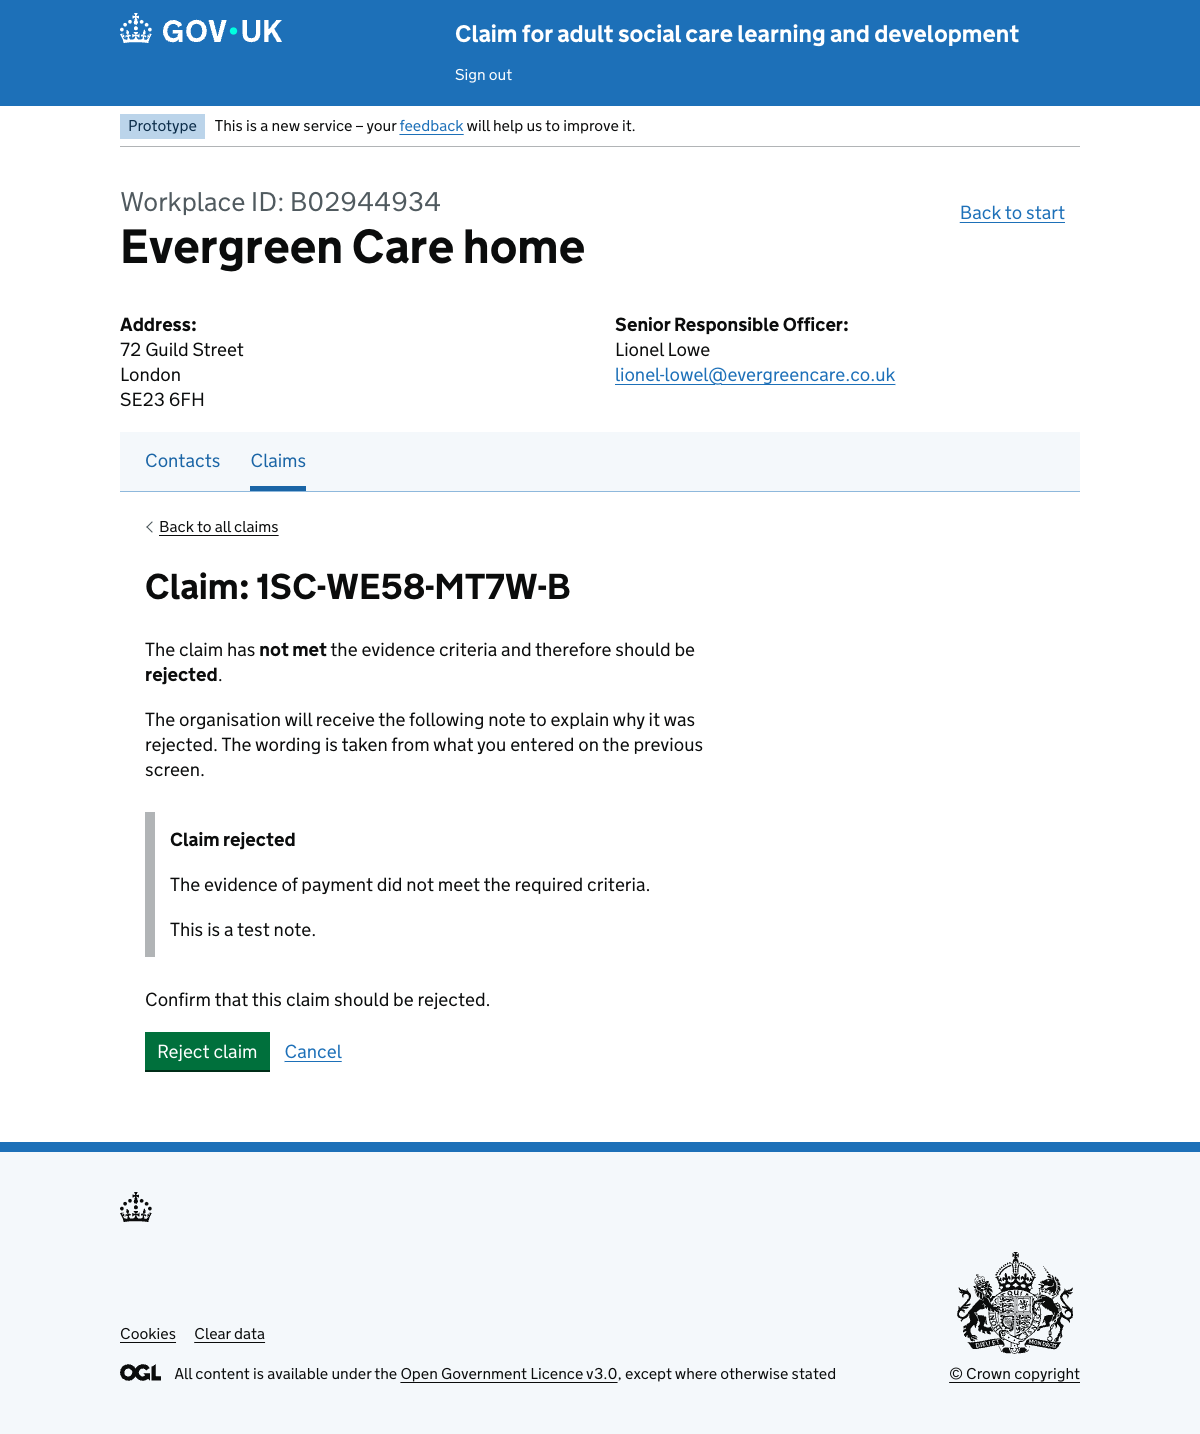 GOV·UK
Claim for adult social care learning and development
Sign out
Prototype This is a new service – your feedback will help us to improve it.
Workplace ID: B02944934
Evergreen Care home
Back to start
Address:
72 Guild Street
London
SE23 6FH
Senior Responsible Officer:
Lionel Lowe
lionel-lowel@evergreencare.co.uk
Contacts Claims
Back to all claims
Claim: 1SC-WE58-MT7W-B
The claim has not met the evidence criteria and therefore should be
rejected.
The organisation will receive the following note to explain why it was
rejected. The wording is taken from what you entered on the previous
screen.
Claim rejected
The evidence of payment did not meet the required criteria.
This is a test note.
Confirm that this claim should be rejected.
Reject claim Cancel
Cookies Clear data
OGL All content is available under the Open Government Licence v3.0, except where otherwise stated
© Crown copyright